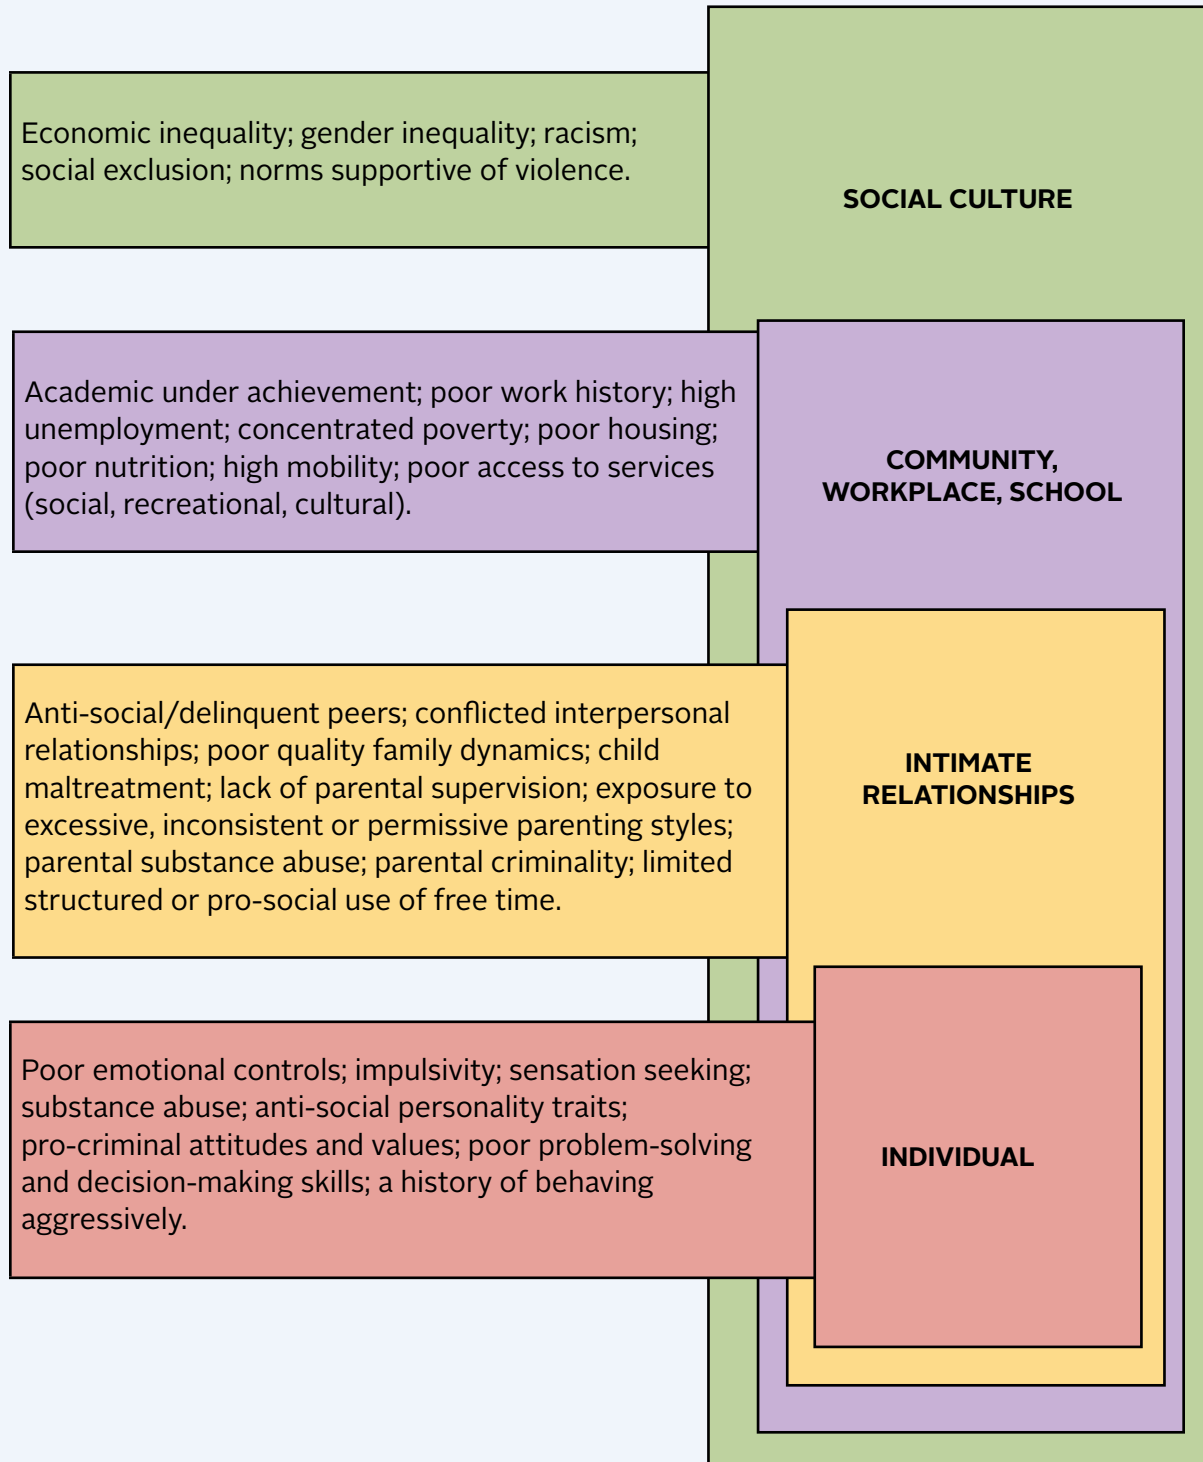 Economic inequality; gender inequality; racism;
social exclusion; norms supportive of violence.
SOCIAL CULTURE
Academic under achievement; poor work history; high
unemployment; concentrated poverty; poor housing;
poor nutrition; high mobility; poor access to services
(social, recreational, cultural).
COMMUNITY,
WORKPLACE, SCHOOL
Anti-social/delinquent peers; conflicted interpersonal
relationships; poor quality family dynamics; child
maltreatment; lack of parental supervision; exposure to
excessive, inconsistent or permissive parenting styles;
parental substance abuse; parental criminality; limited
structured or pro-social use of free time.
INTIMATE
RELATIONSHIPS
Poor emotional controls; impulsivity; sensation seeking;
substance abuse; anti-social personality traits;
pro-criminal attitudes and values; poor problem-solving
and decision-making skills; a history of behaving
aggressively.
INDIVIDUAL